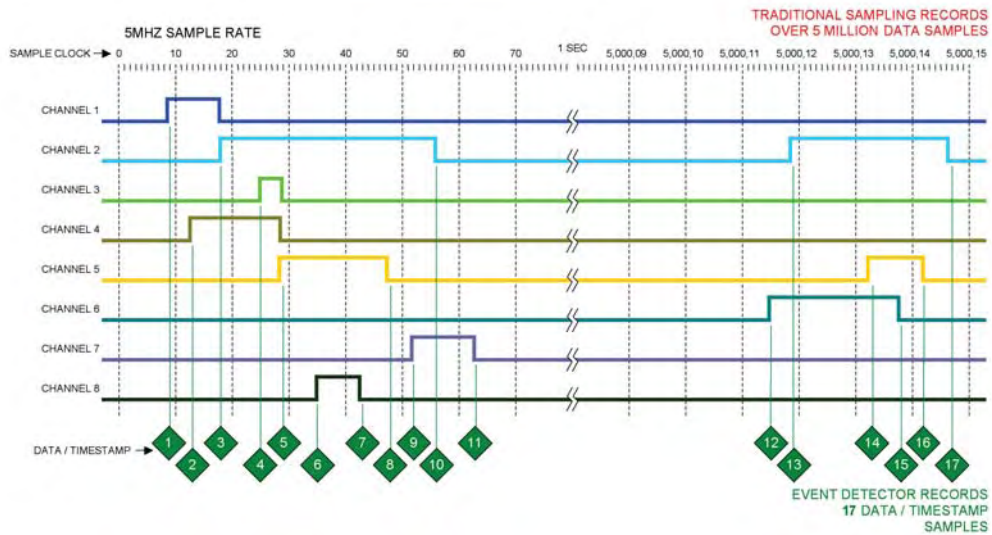 TRADITIONAL SAMPLING RECORDS
OVER 5 MILLION DATA SAMPLES
5MHZ SAMPLE RATE
SAMPLE CLOCK → 0 10 20 30 40 50 60 70 1 SEC 5,000,09 5,000,10 5,000,11 5,000,12 5,000,13 5,000,14 5,000,15
CHANNEL 1
CHANNEL 2
CHANNEL 3
CHANNEL 4
CHANNEL 5
CHANNEL 6
CHANNEL 7
CHANNEL 8
DATA / TIMESTAMP →
1 2 3 4 5 6 7 8 9 10 11 12 13 14 15 16 17
EVENT DETECTOR RECORDS
17 DATA / TIMESTAMP
SAMPLES